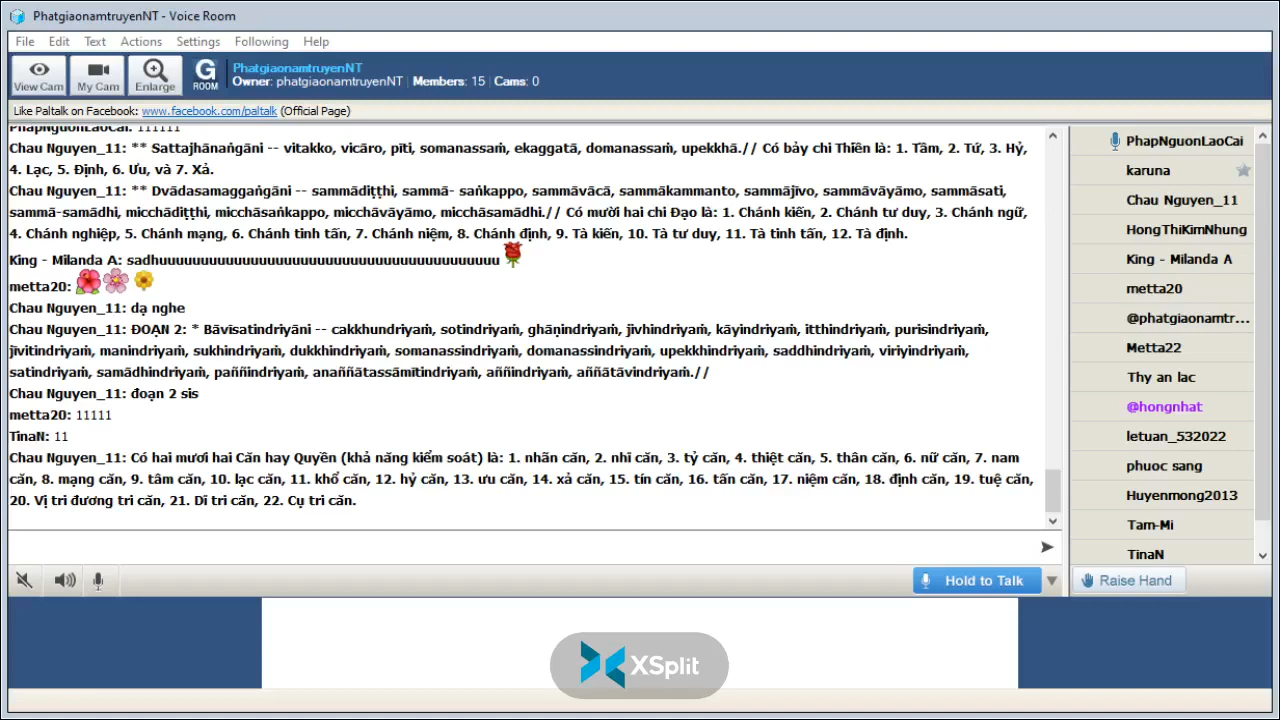 PhatgiaonamtruyenNT - Voice Room
File Edit Text Actions Settings Following Help
View Cam My Cam Enlarge G ROOM
PhatgiaonamtruyenNT
Owner: phatgiaonamtruyenNT | Members: 15 | Cams: 0
Like Paltalk on Facebook: www.facebook.com/paltalk (Official Page)
PhapNguonLaoCai: 111111
Chau Nguyen_11: ** Sattajhānaṅgāni -- vitakko, vicāro, pīti, somanassaṁ, ekaggatā, domanassaṁ, upekkhā.// Có bảy chi Thiền là: 1. Tầm, 2. Tứ, 3. Hỷ,
4. Lạc, 5. Định, 6. Ưu, và 7. Xả.
Chau Nguyen_11: ** Dvādasamaggaṅgāni -- sammādiṭṭhi, sammā- saṅkappo, sammāvācā, sammākammanto, sammājīvo, sammāvāyāmo, sammāsati,
sammā-samādhi, micchādiṭṭhi, micchāsaṅkappo, micchāvāyāmo, micchāsamādhi.// Có mười hai chi Đạo là: 1. Chánh kiến, 2. Chánh tư duy, 3. Chánh ngữ,
4. Chánh nghiệp, 5. Chánh mạng, 6. Chánh tinh tấn, 7. Chánh niệm, 8. Chánh định, 9. Tà kiến, 10. Tà tư duy, 11. Tà tinh tấn, 12. Tà định.
King - Milanda A: sadhuuuuuuuuuuuuuuuuuuuuuuuuuuuuuuuuuuuuuuuuu
metta20:
Chau Nguyen_11: dạ nghe
Chau Nguyen_11: ĐOẠN 2: * Bāvīsatindriyāni -- cakkhundriyaṁ, sotindriyaṁ, ghāṇindriyaṁ, jivhindriyaṁ, kāyindriyaṁ, itthindriyaṁ, purisindriyaṁ,
jīvitindriyaṁ, manindriyaṁ, sukhindriyaṁ, dukkhindriyaṁ, somanassindriyaṁ, domanassindriyaṁ, upekkhindriyaṁ, saddhindriyaṁ, viriyindriyaṁ,
satindriyaṁ, samādhindriyaṁ, paññindriyaṁ, anaññātassāmītindriyaṁ, aññindriyaṁ, aññātāvindriyaṁ.//
Chau Nguyen_11: đoạn 2 sis
metta20: 11111
TinaN: 11
Chau Nguyen_11: Có hai mươi hai Căn hay Quyền (khả năng kiểm soát) là: 1. nhãn căn, 2. nhĩ căn, 3. tỷ căn, 4. thiệt căn, 5. thân căn, 6. nữ căn, 7. nam
căn, 8. mạng căn, 9. tâm căn, 10. lạc căn, 11. khổ căn, 12. hỷ căn, 13. ưu căn, 14. xả căn, 15. tín căn, 16. tấn căn, 17. niệm căn, 18. định căn, 19. tuệ căn,
20. Vị tri đương tri căn, 21. Dĩ tri căn, 22. Cụ tri căn.
PhapNguonLaoCai
karuna
Chau Nguyen_11
HongThiKimNhung
King - Milanda A
metta20
@phatgiaonamtr...
Metta22
Thy an lac
@hongnhat
letuan_532022
phuoc sang
Huyenmong2013
Tam-Mi
TinaN
Hold to Talk
Raise Hand
XSplit